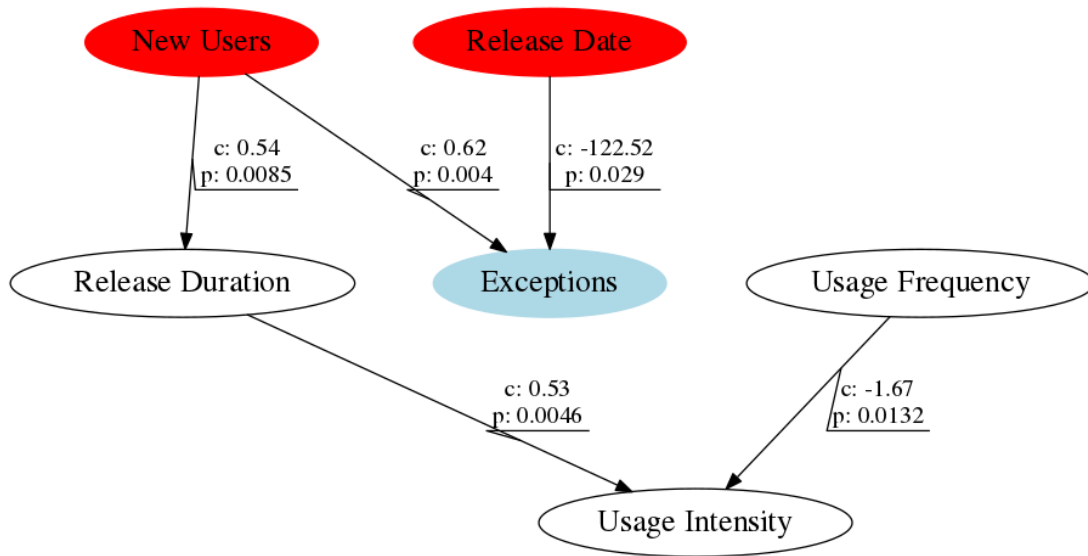 New Users
Release Date
c: 0.54
p: 0.0085
c: 0.62
p: 0.004
c: -122.52
p: 0.029
Release Duration
Exceptions
Usage Frequency
c: 0.53
p: 0.0046
c: -1.67
p: 0.0132
Usage Intensity